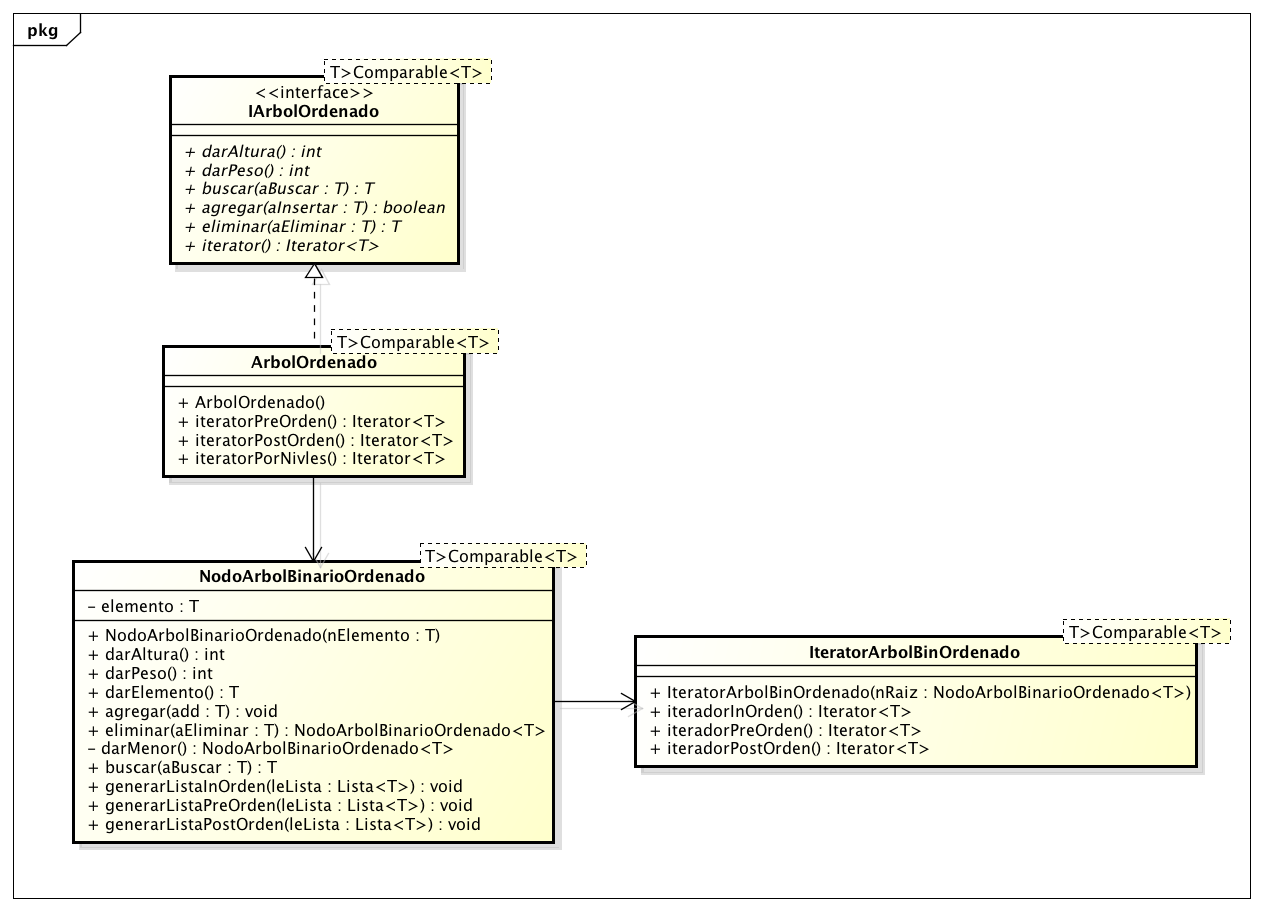 pkg
T>Comparable<T>
<<interface>>
IArbolOrdenado
+ darAltura() : int
+ darPeso() : int
+ buscar(aBuscar : T) : T
+ agregar(aInsertar : T) : boolean
+ eliminar(aEliminar : T) : T
+ iterator() : Iterator<T>
T>Comparable<T>
ArbolOrdenado
+ ArbolOrdenado()
+ iteratorPreOrden() : Iterator<T>
+ iteratorPostOrden() : Iterator<T>
+ iteratorPorNivles() : Iterator<T>
T>Comparable<T>
NodoArbolBinarioOrdenado
- elemento : T
+ NodoArbolBinarioOrdenado(nElemento : T)
+ darAltura() : int
+ darPeso() : int
+ darElemento() : T
+ agregar(add : T) : void
+ eliminar(aEliminar : T) : NodoArbolBinarioOrdenado<T>
- darMenor() : NodoArbolBinarioOrdenado<T>
+ buscar(aBuscar : T) : T
+ generarListaInOrden(leLista : Lista<T>) : void
+ generarListaPreOrden(leLista : Lista<T>) : void
+ generarListaPostOrden(leLista : Lista<T>) : void
T>Comparable<T>
IteratorArbolBinOrdenado
+ IteratorArbolBinOrdenado(nRaiz : NodoArbolBinarioOrdenado<T>)
+ iteradorInOrden() : Iterator<T>
+ iteradorPreOrden() : Iterator<T>
+ iteradorPostOrden() : Iterator<T>